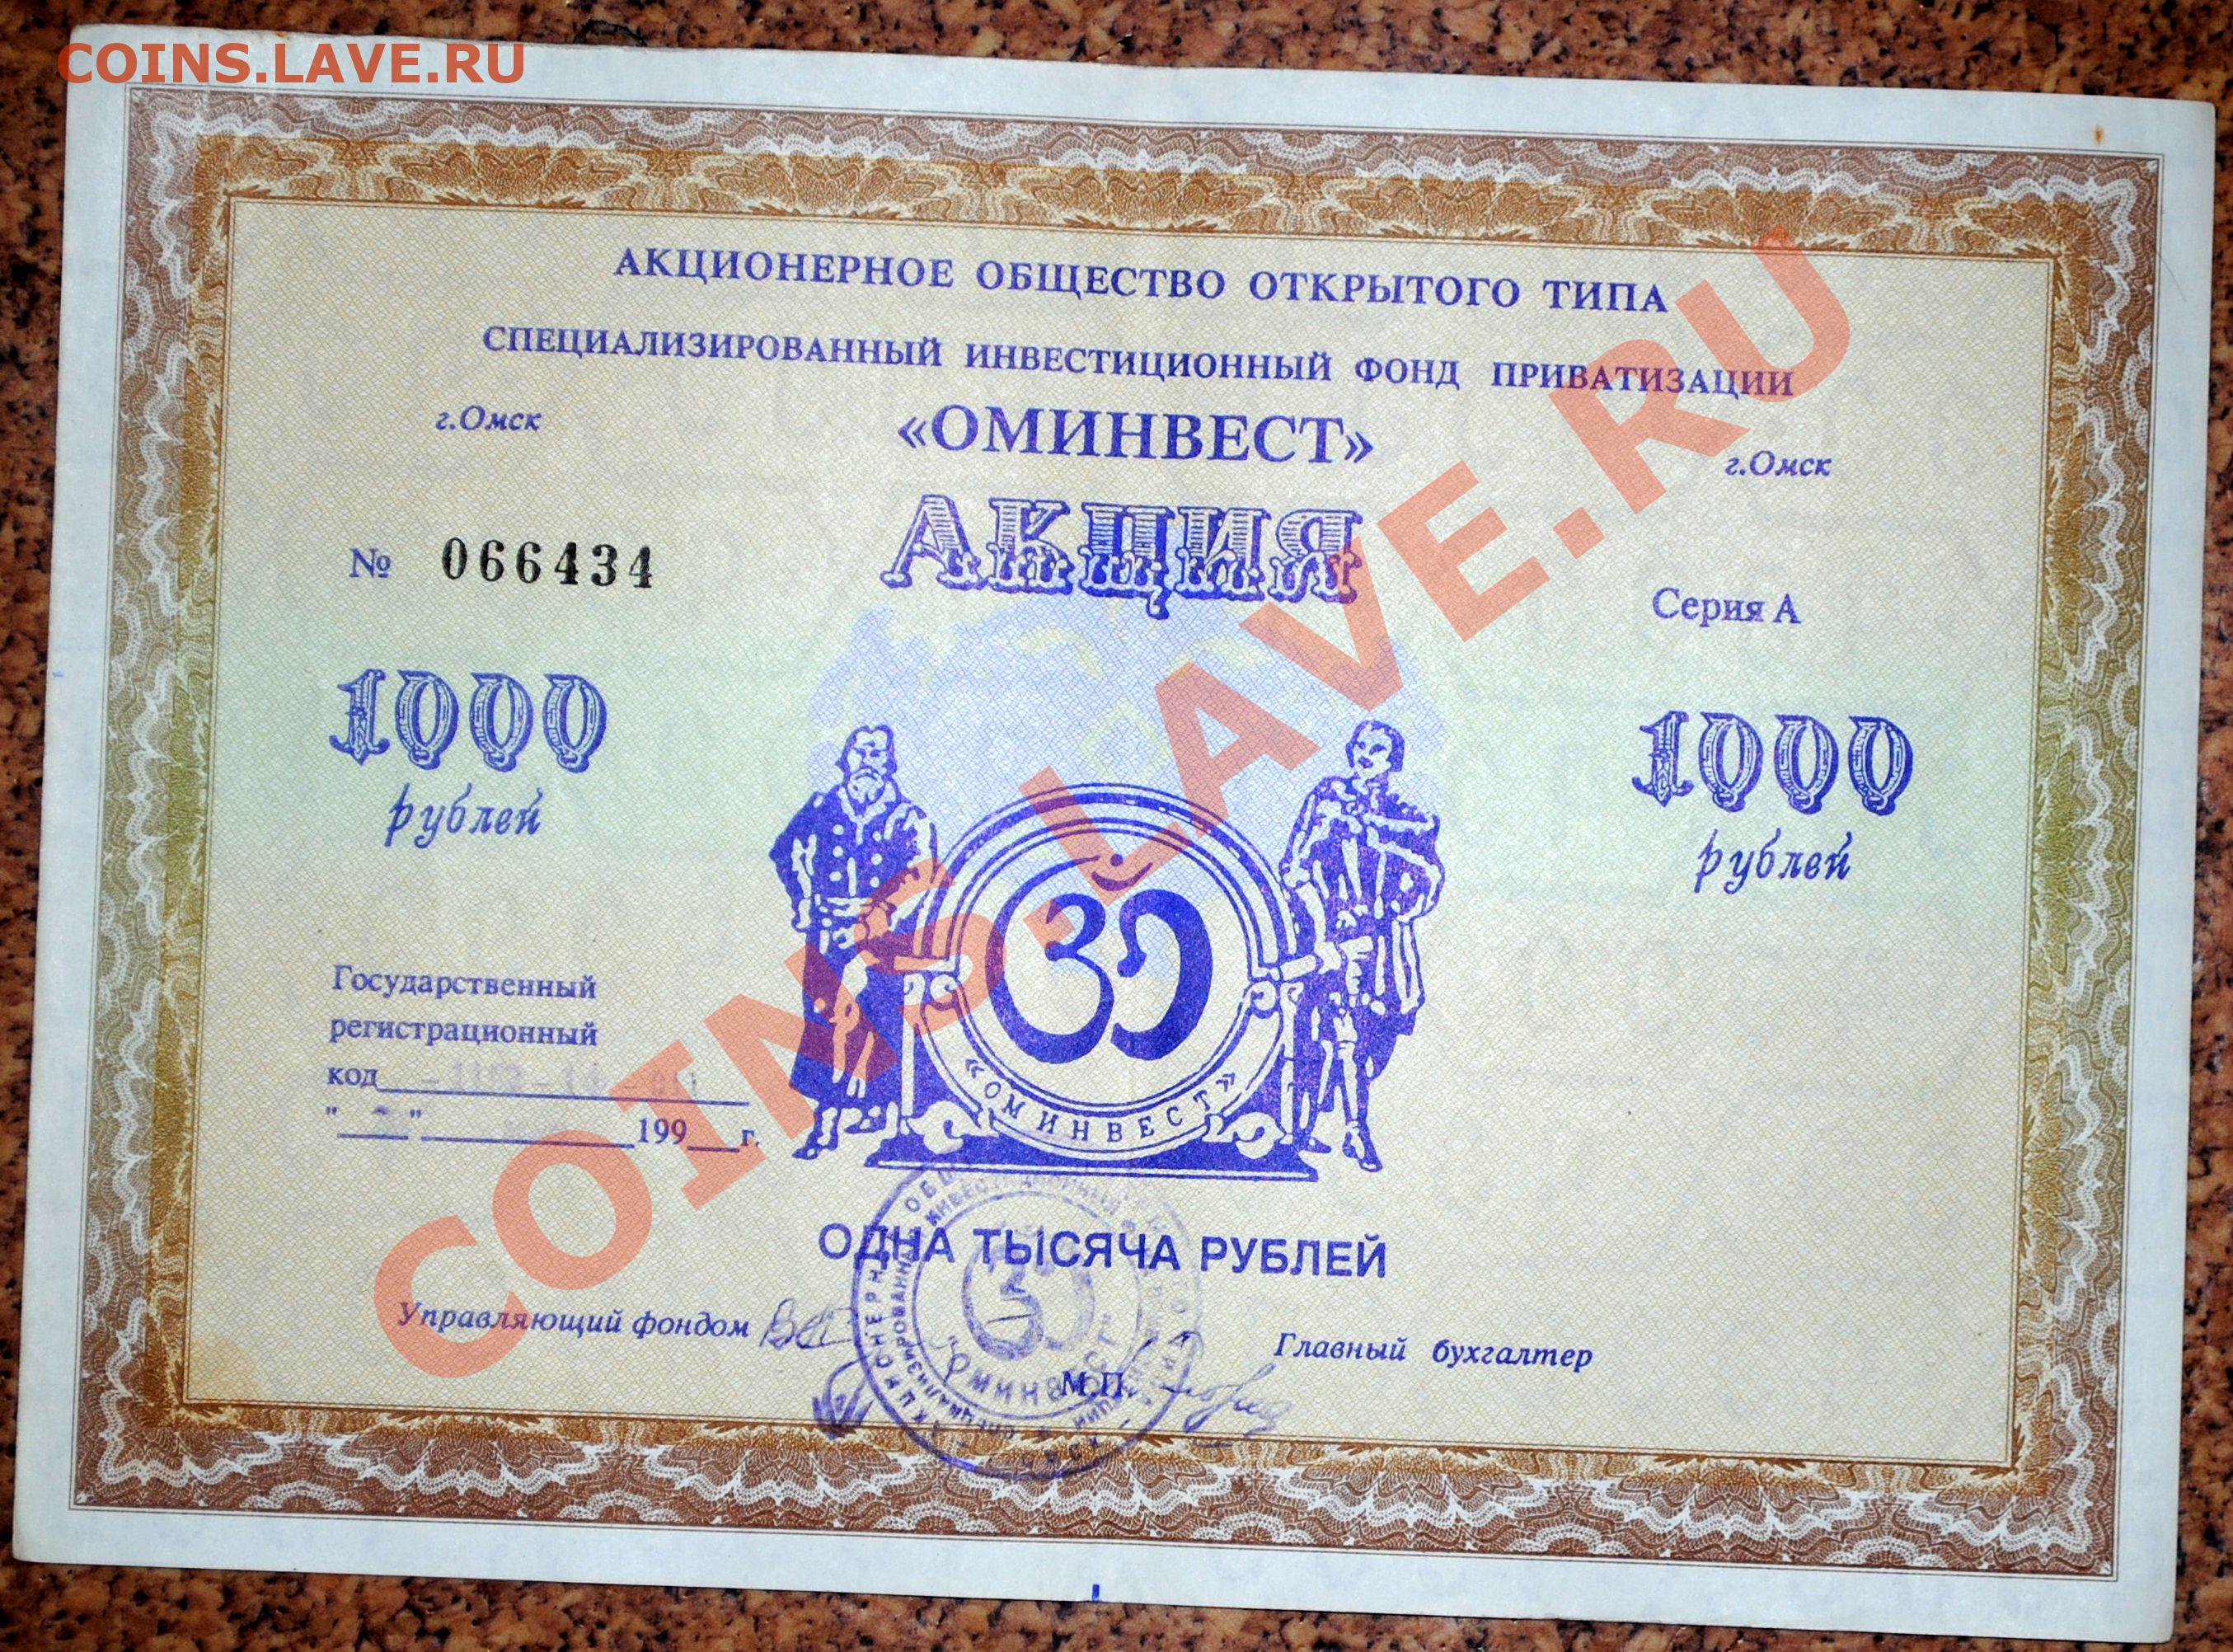 COINS.LAVE.RU
АКЦИОНЕРНОЕ ОБЩЕСТВО ОТКРЫТОГО ТИПА
СПЕЦИАЛИЗИРОВАННЫЙ ИНВЕСТИЦИОННЫЙ ФОНД ПРИВАТИЗАЦИИ
г.Омск «ОМИНВЕСТ» г.Омск
АКЦИЯ
№ 066434 Серия А
1000 1000
рублей рублей
COINS.LAVE.RU
Государственный
регистрационный
код
" " 199 г.
«ОМИНВЕСТ»
ОДНА ТЫСЯЧА РУБЛЕЙ
Управляющий фондом Главный бухгалтер
М.П.
"ОМИНВЕСТ"